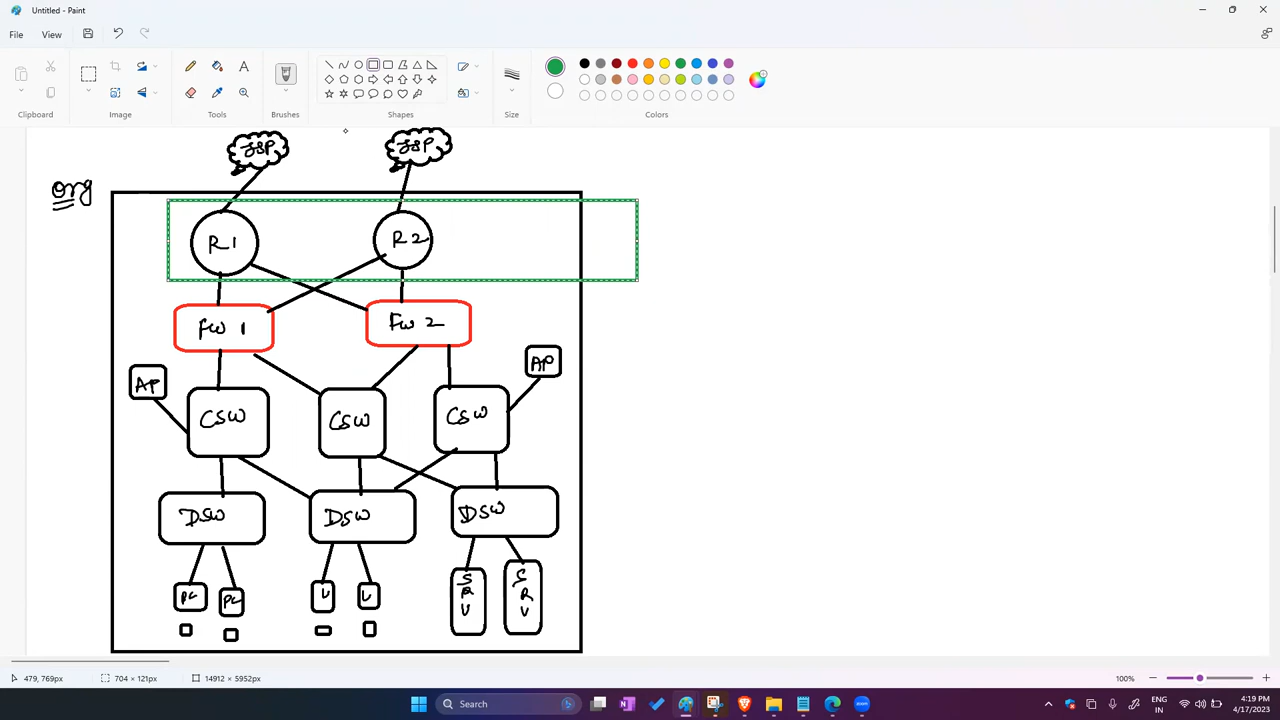 Untitled - Paint
File View
Clipboard
Image
Tools
Brushes
Shapes
Size
Colors
ISP
ISP
Org
R1
R2
FW 1
FW 2
AP
AP
CSW
CSW
CSW
DSW
DSW
DSW
PC
PC
L
L
SRV
SRV
479, 769px
704 × 121px
14912 × 5952px
100%
Search
ENG
IN
4:19 PM
4/17/2023
zoom